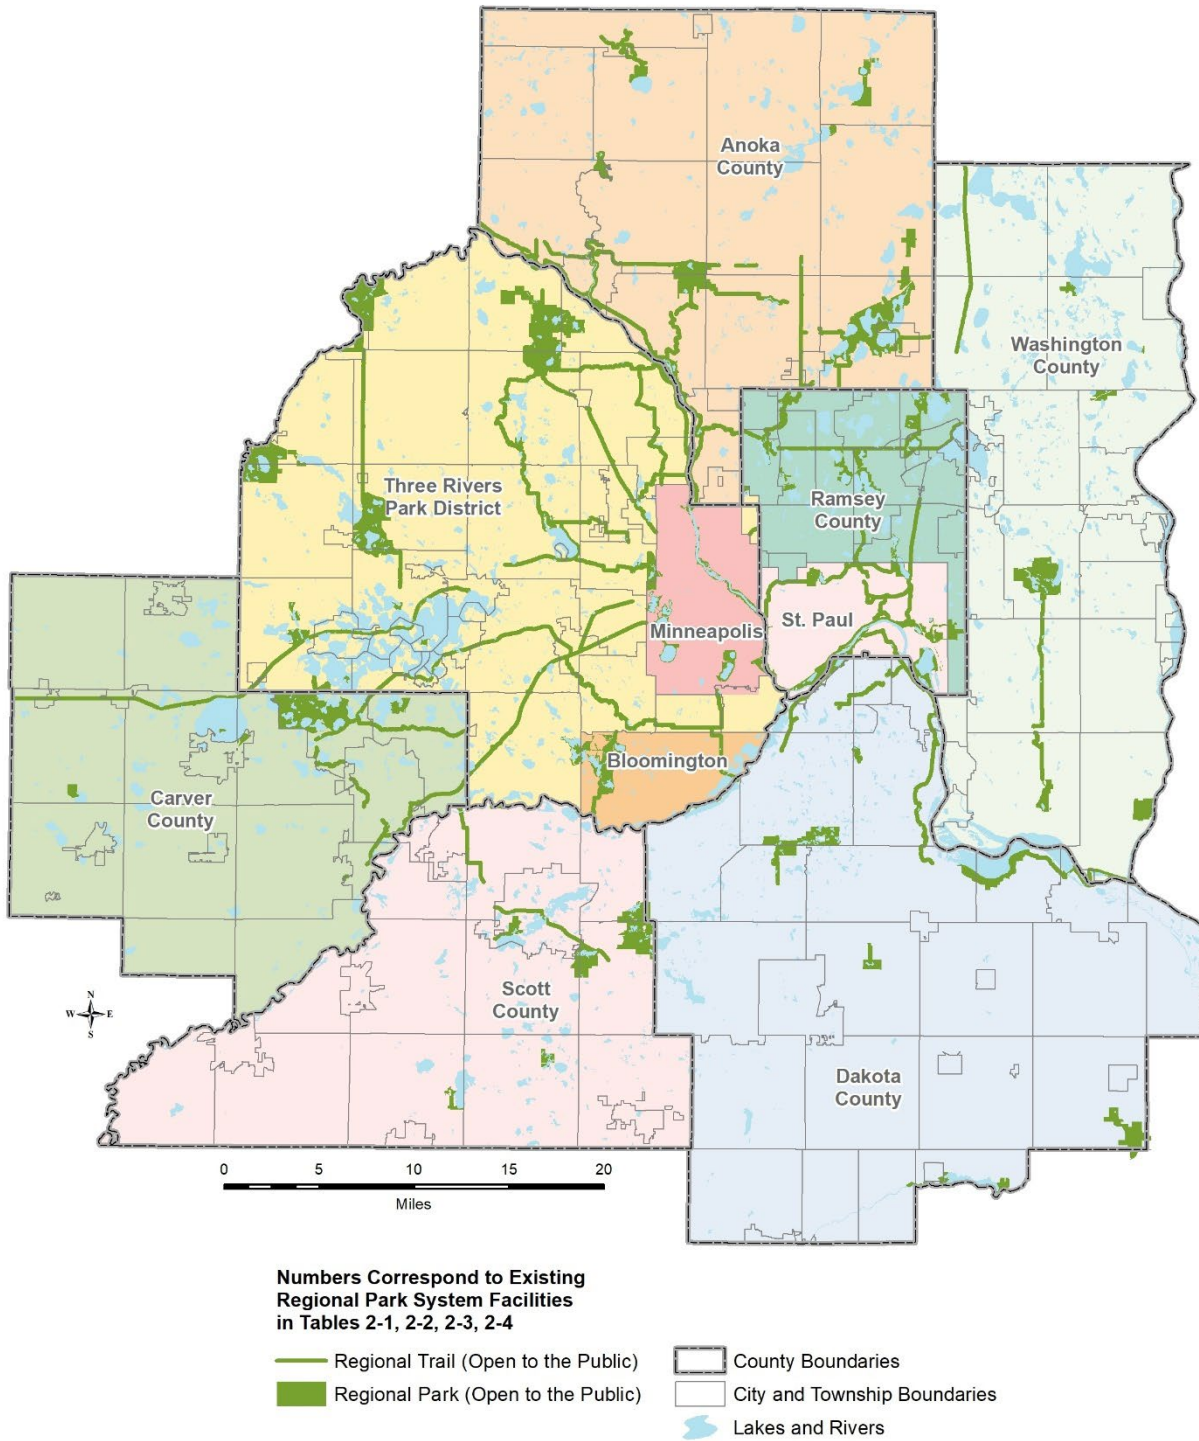 Anoka
County
Washington
County
Three Rivers
Park District
Ramsey
County
Minneapolis
St. Paul
Bloomington
Carver
County
Scott
County
Dakota
County
N
W E
S
0 5 10 15 20
Miles
Numbers Correspond to Existing
Regional Park System Facilities
in Tables 2-1, 2-2, 2-3, 2-4
Regional Trail (Open to the Public)
County Boundaries
Regional Park (Open to the Public)
City and Township Boundaries
Lakes and Rivers